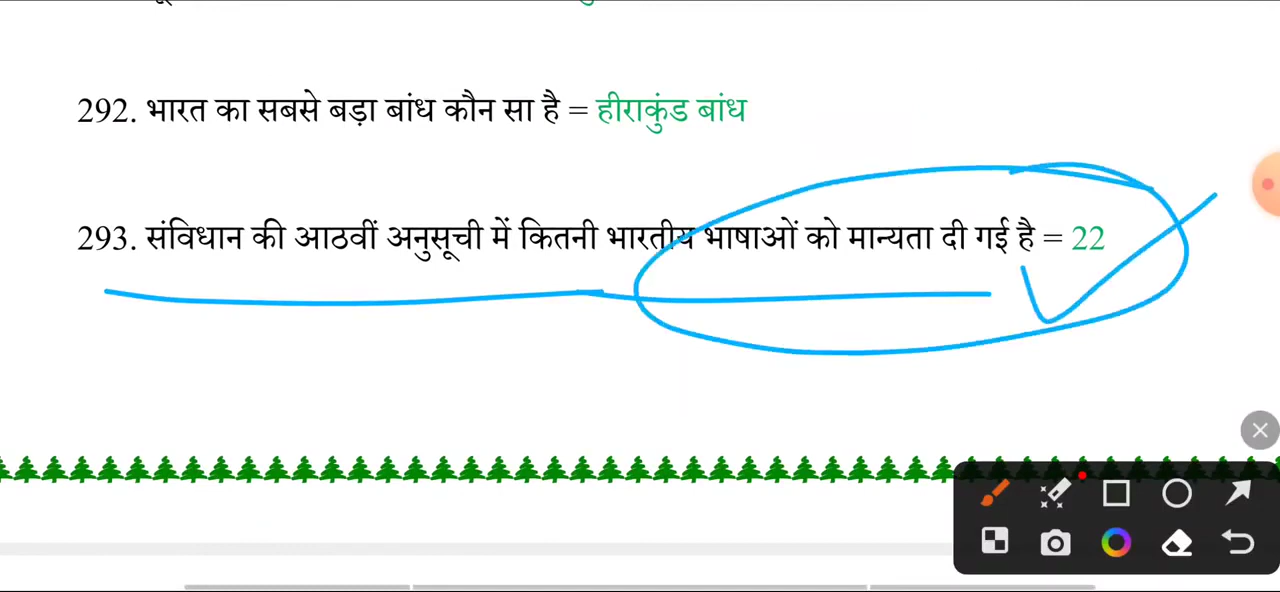 292. भारत का सबसे बड़ा बांध कौन सा है = हीराकुंड बांध
293. संविधान की आठवीं अनुसूची में कितनी भारतीय भाषाओं को मान्यता दी गई है = 22